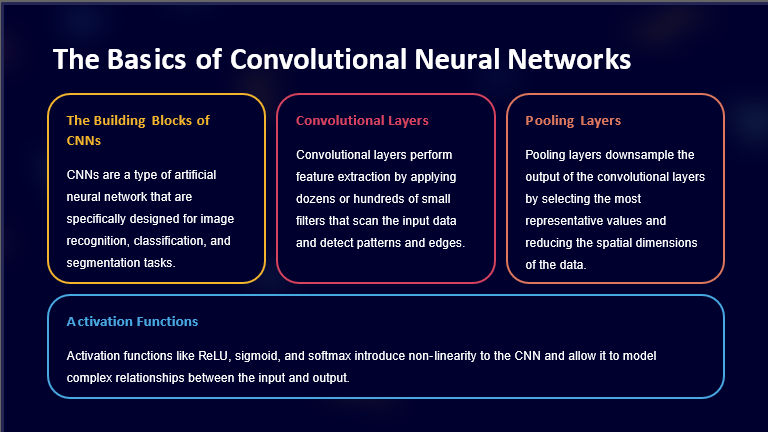 The Basics of Convolutional Neural Networks
The Building Blocks of
CNNs
CNNs are a type of artificial
neural network that are
specifically designed for image
recognition, classification, and
segmentation tasks.
Convolutional Layers
Convolutional layers perform
feature extraction by applying
dozens or hundreds of small
filters that scan the input data
and detect patterns and edges.
Pooling Layers
Pooling layers downsample the
output of the convolutional layers
by selecting the most
representative values and
reducing the spatial dimensions
of the data.
Activation Functions
Activation functions like ReLU, sigmoid, and softmax introduce non-linearity to the CNN and allow it to model
complex relationships between the input and output.